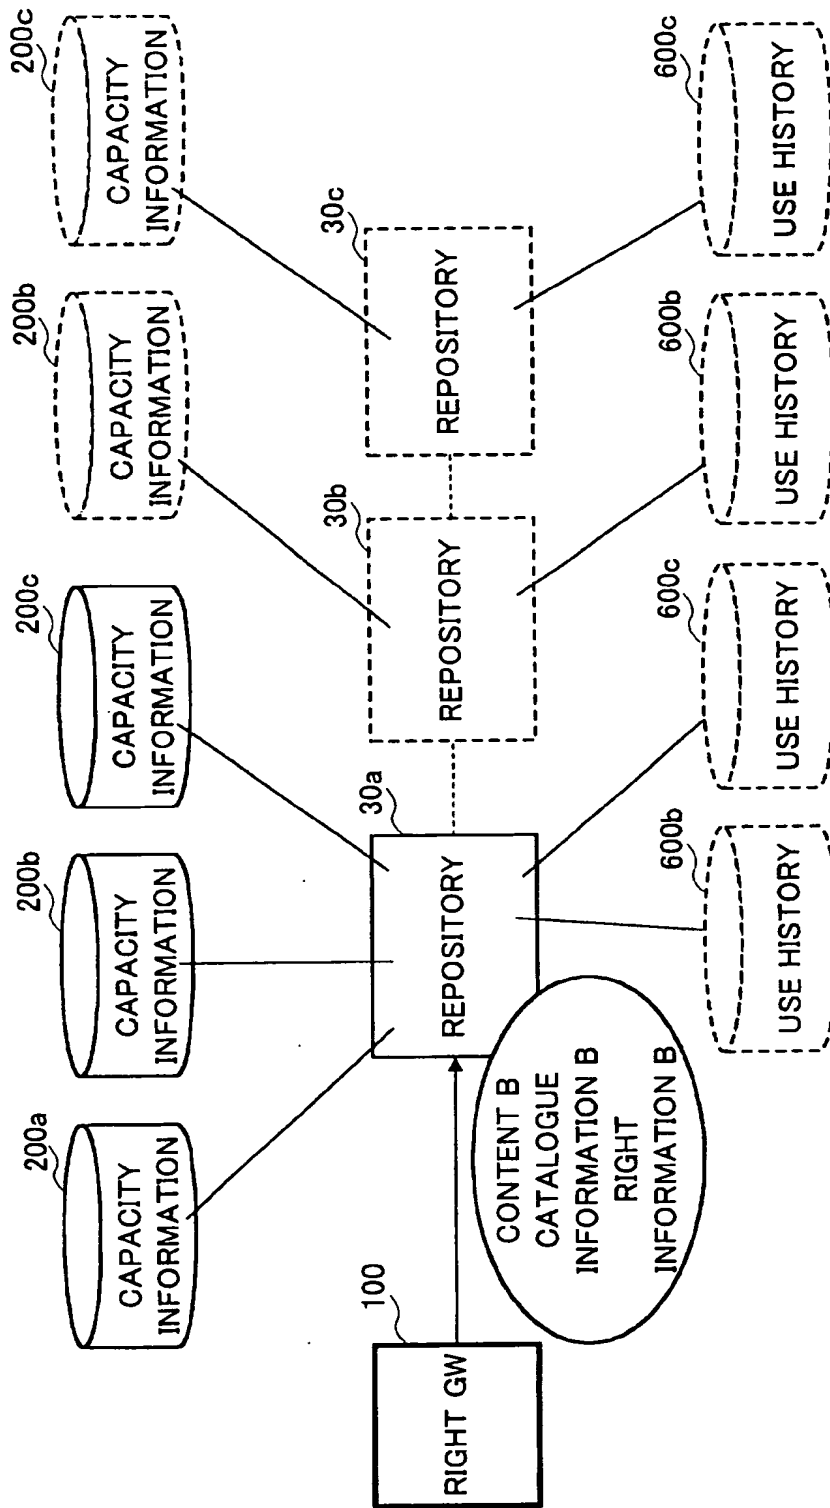 200a
CAPACITY
INFORMATION
200b
CAPACITY
INFORMATION
200c
CAPACITY
INFORMATION
200b
CAPACITY
INFORMATION
200c
CAPACITY
INFORMATION
100
RIGHT GW
30a
REPOSITORY
30b
REPOSITORY
30c
REPOSITORY
CONTENT B
CATALOGUE
INFORMATION B
RIGHT
INFORMATION B
600b
USE HISTORY
600c
USE HISTORY
600b
USE HISTORY
600c
USE HISTORY